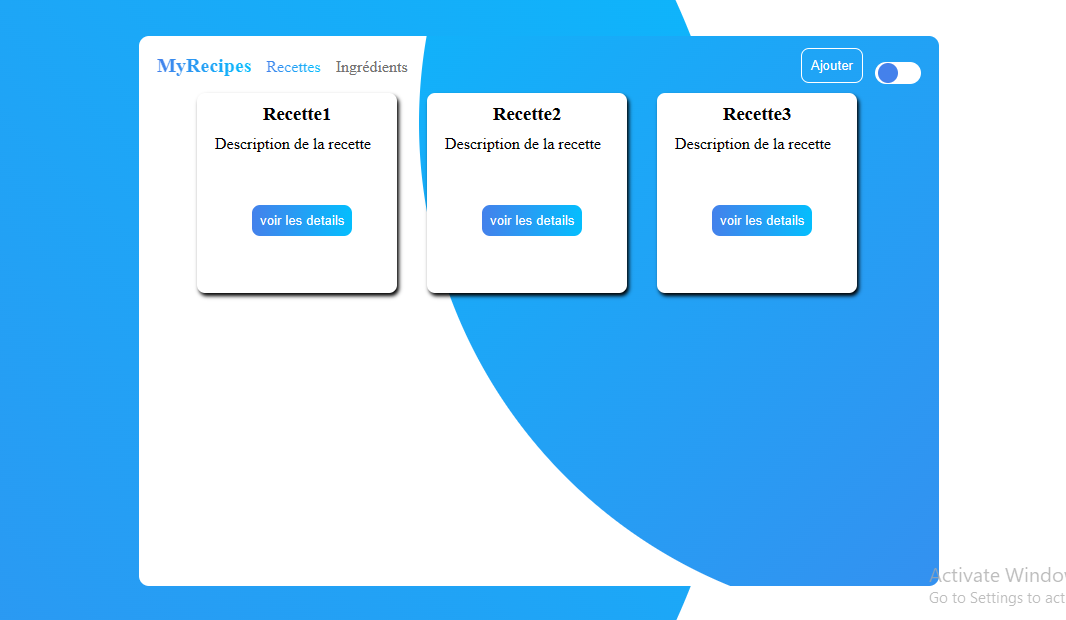 MyRecipes Recettes Ingrédients Ajouter
Recette1 Recette2 Recette3
Description de la recette Description de la recette Description de la recette
voir les details voir les details voir les details
Activate Windo
Go to Settings to act